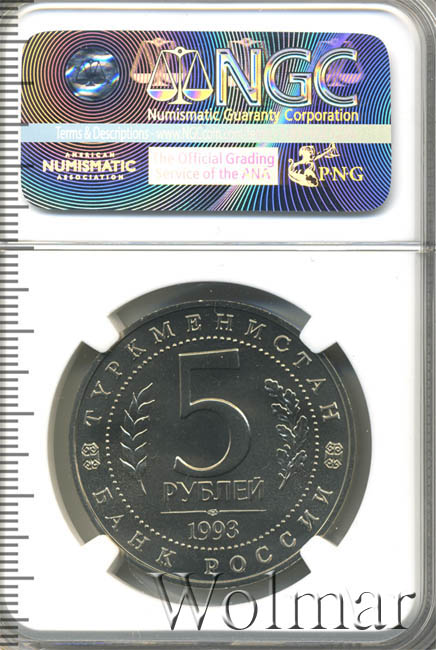 NGC
Numismatic Guaranty Corporation
Terms & Descriptions - www.NGCcoin.com
AMERICAN
NUMISMATIC
ASSOCIATION
The Official Grading
Service of the ANA
PNG
ТУРКМЕНИСТАН
5
РУБЛЕЙ
1993
БАНК РОССИИ
Wolmar